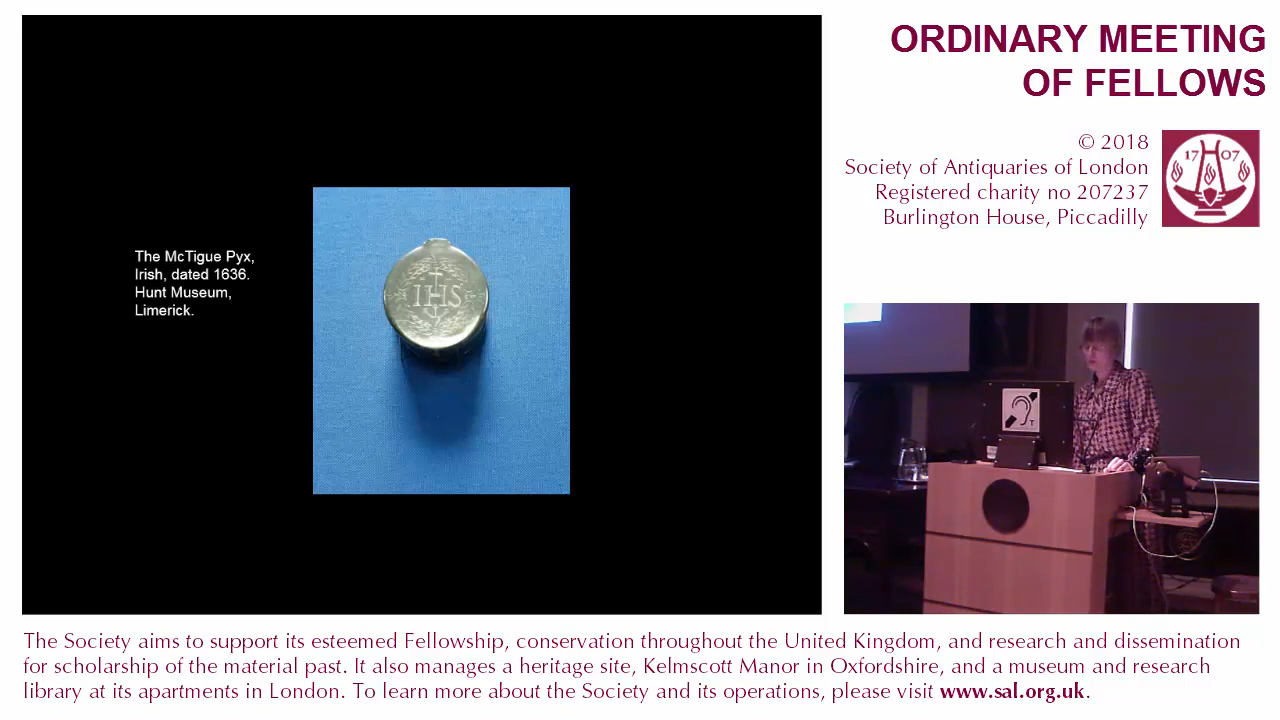 ORDINARY MEETING
OF FELLOWS
© 2018
Society of Antiquaries of London
Registered charity no 207237
Burlington House, Piccadilly
17 07
The McTigue Pyx,
Irish, dated 1636.
Hunt Museum,
Limerick.
IHS
T
The Society aims to support its esteemed Fellowship, conservation throughout the United Kingdom, and research and dissemination
for scholarship of the material past. It also manages a heritage site, Kelmscott Manor in Oxfordshire, and a museum and research
library at its apartments in London. To learn more about the Society and its operations, please visit www.sal.org.uk.